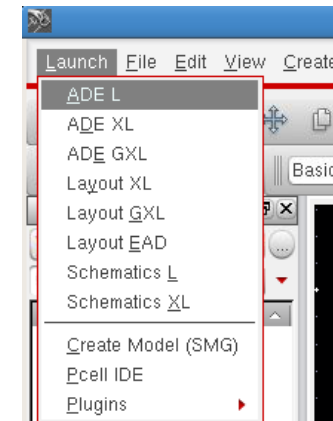 Launch File Edit View Create
ADE L
ADE XL
ADE GXL
Basic
Layout XL
Layout GXL
Layout EAD
Schematics L
Schematics XL
Create Model (SMG)
Pcell IDE
Plugins